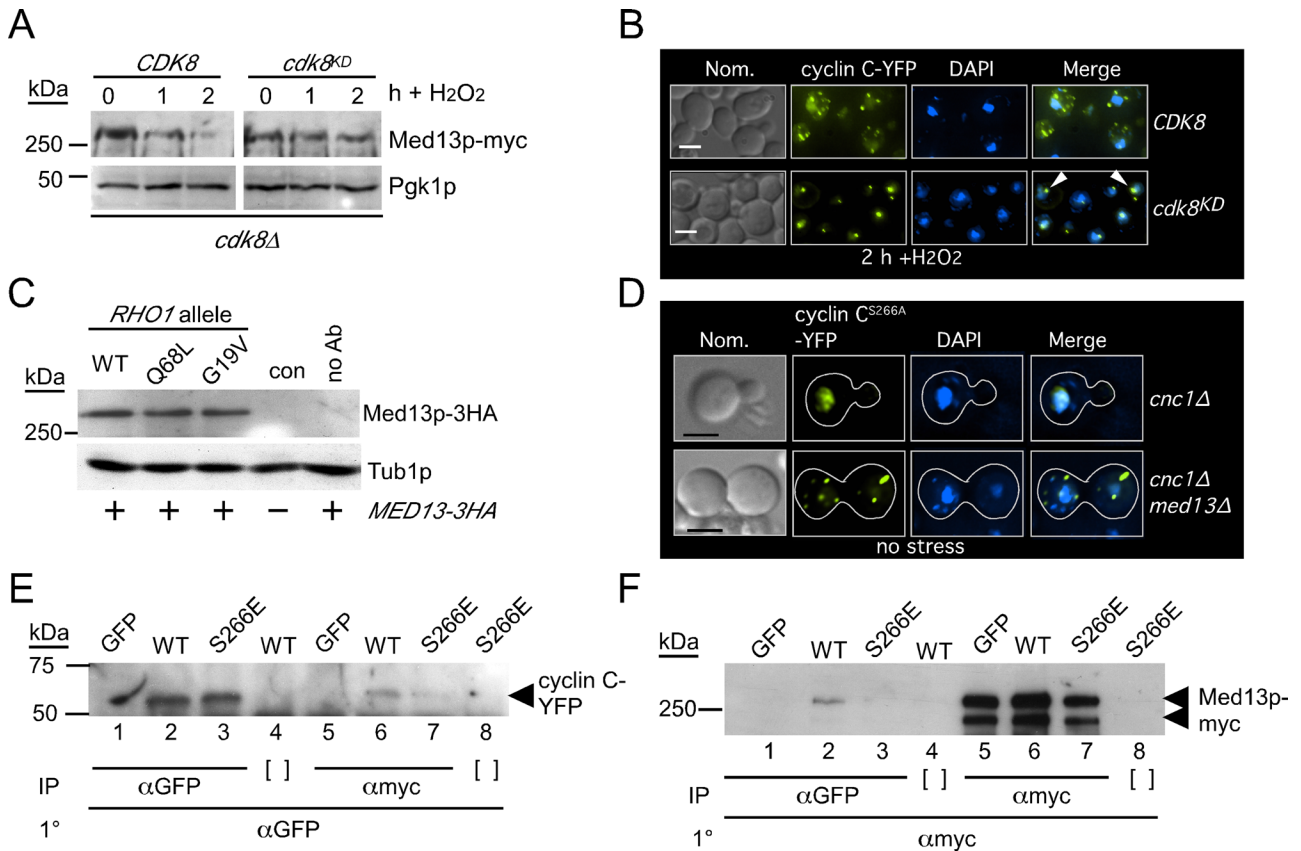 A
CDK8 cdk8KD
kDa
0 1 2 0 1 2 h + H2O2
250 Med13p-myc
50 Pgk1p
cdk8Δ
B
Nom. cyclin C-YFP DAPI Merge
CDK8
cdk8KD
2 h +H2O2
C
RHO1 allele
WT Q68L G19V con no Ab
kDa
250 Med13p-3HA
Tub1p
+ + + − + MED13-3HA
D
cyclin CS266A
Nom. -YFP DAPI Merge
cnc1Δ
cnc1Δ
med13Δ
no stress
E
kDa GFP WT S266E WT GFP WT S266E S266E
75
cyclin C-
YFP
50
1 2 3 4 5 6 7 8
IP αGFP [ ] αmyc [ ]
1° αGFP
F
kDa GFP WT S266E WT GFP WT S266E S266E
250 Med13p-
myc
1 2 3 4 5 6 7 8
IP αGFP [ ] αmyc [ ]
1° αmyc